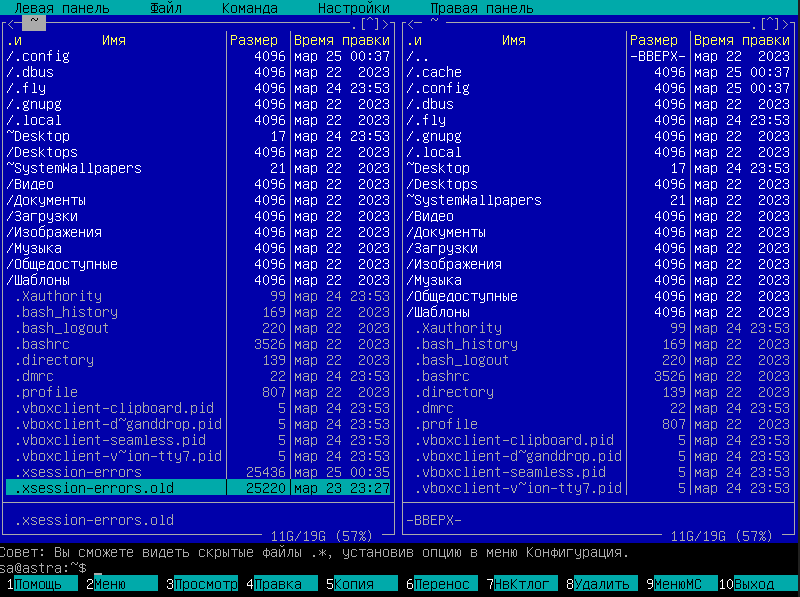 Левая панель Файл Команда Настройки Правая панель
<- ~ .[^]> <- ~ .[^]>
.и Имя Размер Время правки .и Имя Размер Время правки
/.config 4096 мар 25 00:37 /.. -ВВЕРХ- мар 22 2023
/.dbus 4096 мар 22 2023 /.cache 4096 мар 25 00:37
/.fly 4096 мар 24 23:53 /.config 4096 мар 25 00:37
/.gnupg 4096 мар 22 2023 /.dbus 4096 мар 22 2023
/.local 4096 мар 22 2023 /.fly 4096 мар 24 23:53
~Desktop 17 мар 24 23:53 /.gnupg 4096 мар 22 2023
/Desktops 4096 мар 22 2023 /.local 4096 мар 22 2023
~SystemWallpapers 21 мар 22 2023 ~Desktop 17 мар 24 23:53
/Видео 4096 мар 22 2023 /Desktops 4096 мар 22 2023
/Документы 4096 мар 22 2023 ~SystemWallpapers 21 мар 22 2023
/Загрузки 4096 мар 22 2023 /Видео 4096 мар 22 2023
/Изображения 4096 мар 22 2023 /Документы 4096 мар 22 2023
/Музыка 4096 мар 22 2023 /Загрузки 4096 мар 22 2023
/Общедоступные 4096 мар 22 2023 /Изображения 4096 мар 22 2023
/Шаблоны 4096 мар 22 2023 /Музыка 4096 мар 22 2023
.Xauthority 99 мар 24 23:53 /Общедоступные 4096 мар 22 2023
.bash_history 169 мар 22 2023 /Шаблоны 4096 мар 22 2023
.bash_logout 220 мар 22 2023 .Xauthority 99 мар 24 23:53
.bashrc 3526 мар 22 2023 .bash_history 169 мар 22 2023
.directory 139 мар 22 2023 .bash_logout 220 мар 22 2023
.dmrc 22 мар 24 23:53 .bashrc 3526 мар 22 2023
.profile 807 мар 22 2023 .directory 139 мар 22 2023
.vboxclient-clipboard.pid 5 мар 24 23:53 .dmrc 22 мар 24 23:53
.vboxclient-d~ganddrop.pid 5 мар 24 23:53 .profile 807 мар 22 2023
.vboxclient-seamless.pid 5 мар 24 23:53 .vboxclient-clipboard.pid 5 мар 24 23:53
.vboxclient-v~ion-tty7.pid 5 мар 24 23:53 .vboxclient-d~ganddrop.pid 5 мар 24 23:53
.xsession-errors 25436 мар 25 00:35 .vboxclient-seamless.pid 5 мар 24 23:53
.xsession-errors.old 25220 мар 23 23:27 .vboxclient-v~ion-tty7.pid 5 мар 24 23:53
.xsession-errors.old -ВВЕРХ-
11G/19G (57%) 11G/19G (57%)
Совет: Вы сможете видеть скрытые файлы .*, установив опцию в меню Конфигурация.
sa@astra:~$ _
1Помощь 2Меню 3Просмотр 4Правка 5Копия 6Перенос 7НвКтлог 8Удалить 9МенюМС 10Выход